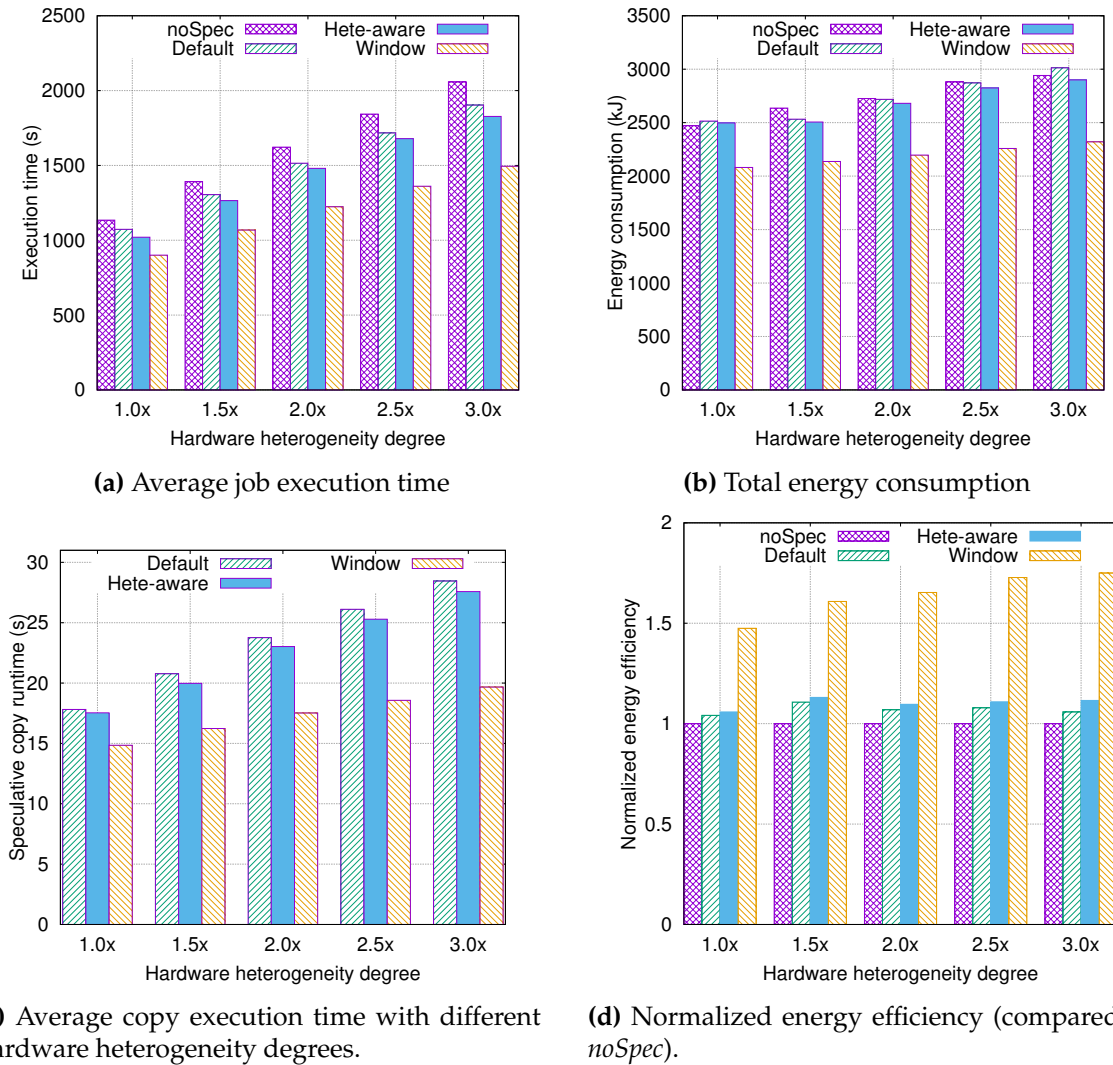 2500
2000
1500
1000
500
0
Execution time (s)
noSpec
Default
Hete-aware
Window
1.0x 1.5x 2.0x 2.5x 3.0x
Hardware heterogeneity degree
(a) Average job execution time
3500
3000
2500
2000
1500
1000
500
0
Energy consumption (kJ)
noSpec
Default
Hete-aware
Window
1.0x 1.5x 2.0x 2.5x 3.0x
Hardware heterogeneity degree
(b) Total energy consumption
30
25
20
15
10
5
0
Speculative copy runtime (s)
Default
Hete-aware
Window
1.0x 1.5x 2.0x 2.5x 3.0x
Hardware heterogeneity degree
) Average copy execution time with different
ardware heterogeneity degrees.
2
1.5
1
0.5
0
Normalized energy efficiency
noSpec
Default
Hete-aware
Window
1.0x 1.5x 2.0x 2.5x 3.0x
Hardware heterogeneity degree
(d) Normalized energy efficiency (compared
noSpec).